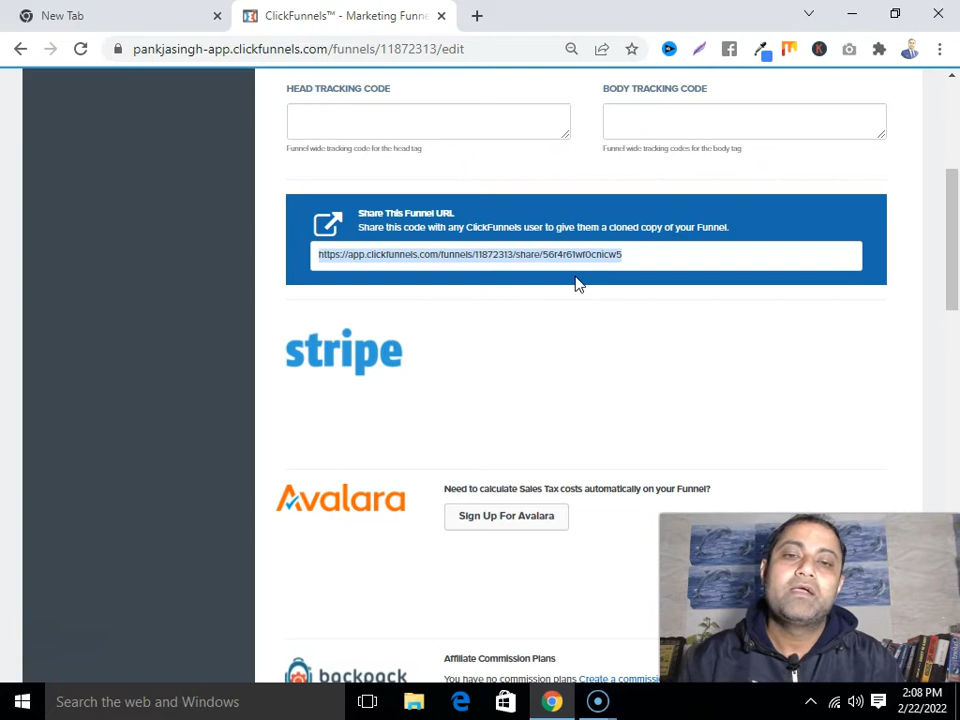 New Tab
ClickFunnels™ - Marketing Funne
pankjasingh-app.clickfunnels.com/funnels/11872313/edit
HEAD TRACKING CODE
BODY TRACKING CODE
Funnel wide tracking code for the head tag
Funnel wide tracking codes for the body tag
Share This Funnel URL
Share this code with any ClickFunnels user to give them a cloned copy of your Funnel.
https://app.clickfunnels.com/funnels/11872313/share/56r4r61wf0cnicw5
stripe
Avalara
Need to calculate Sales Tax costs automatically on your Funnel?
Sign Up For Avalara
backpack
Affiliate Commission Plans
You have no commission plans Create a commissi
Search the web and Windows
2:08 PM
2/22/2022